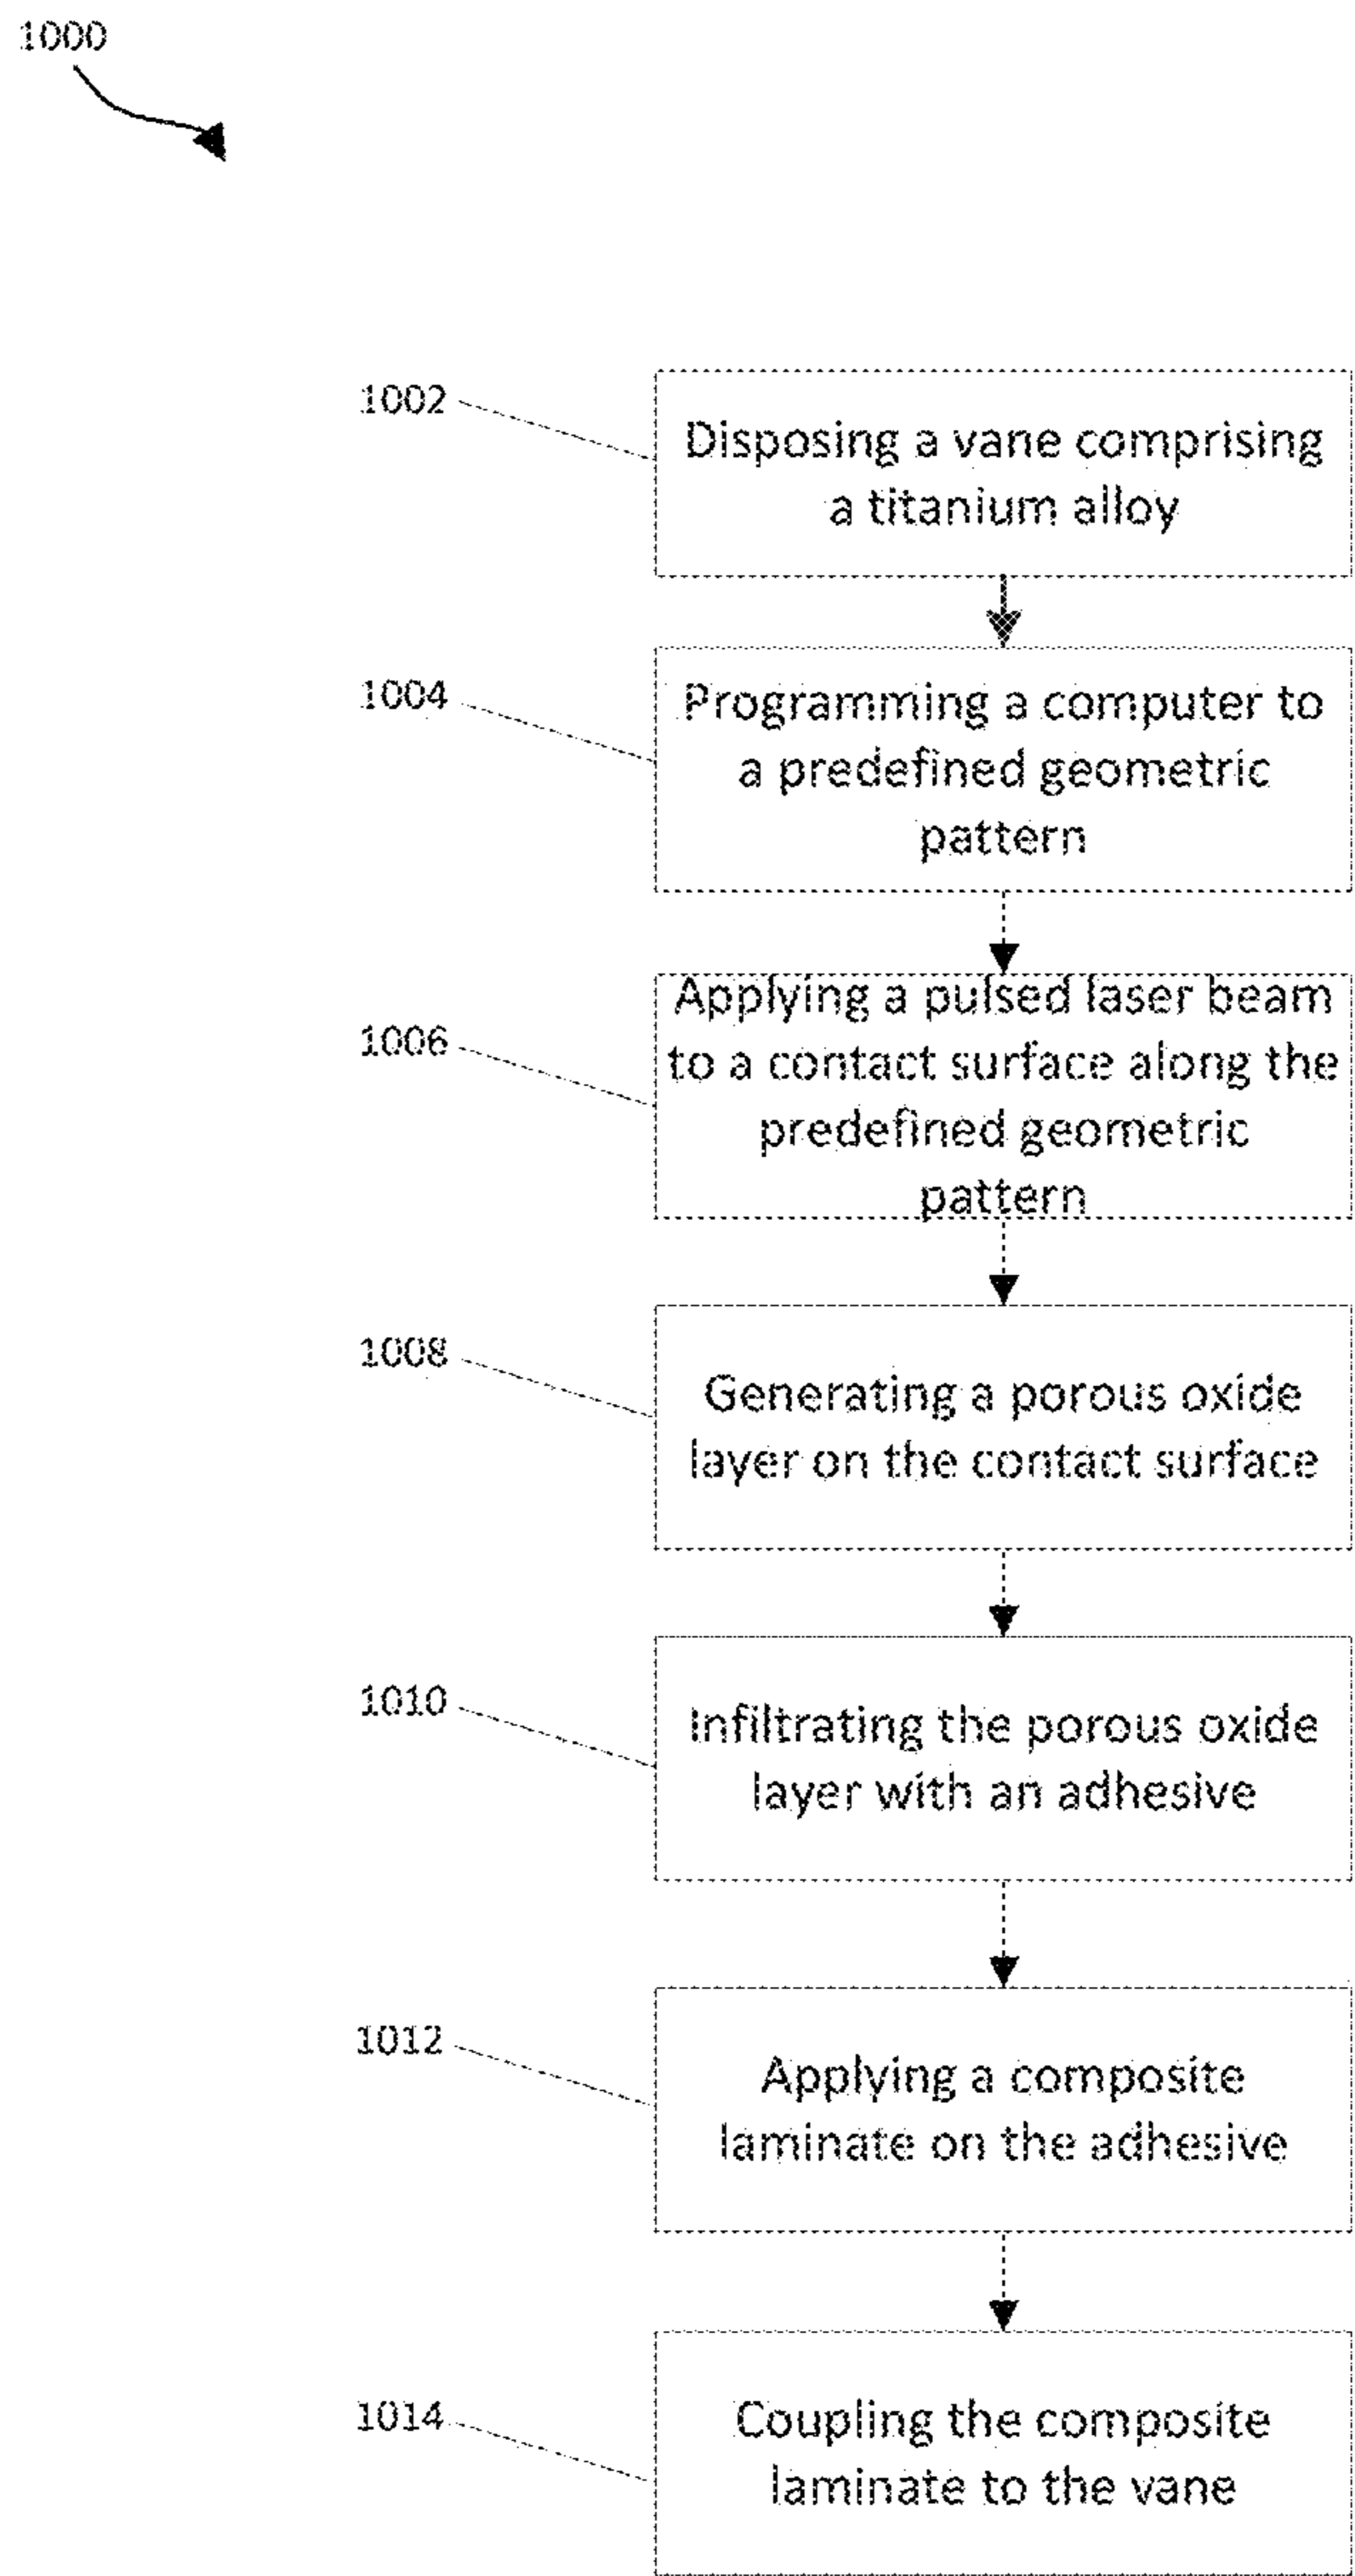 1000
1002
Disposing a vane comprising
a titanium alloy
1004
Programming a computer to
a predefined geometric
pattern
1006
Applying a pulsed laser beam
to a contact surface along the
predefined geometric
pattern
1008
Generating a porous oxide
layer on the contact surface
1010
Infiltrating the porous oxide
layer with an adhesive
1012
Applying a composite
laminate on the adhesive
1014
Coupling the composite
laminate to the vane